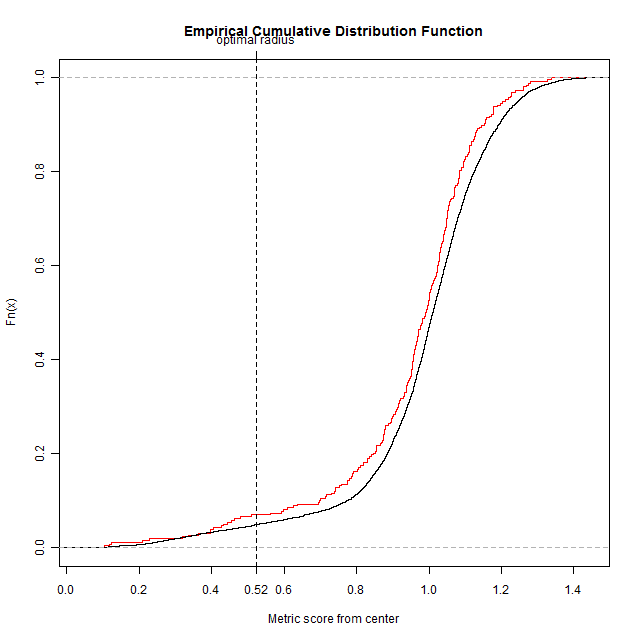 Empirical Cumulative Distribution Function
optimal radius
1.0
0.8
0.6
0.4
0.2
0.0
Fn(x)
0.0 0.2 0.4 0.52 0.6 0.8 1.0 1.2 1.4
Metric score from center